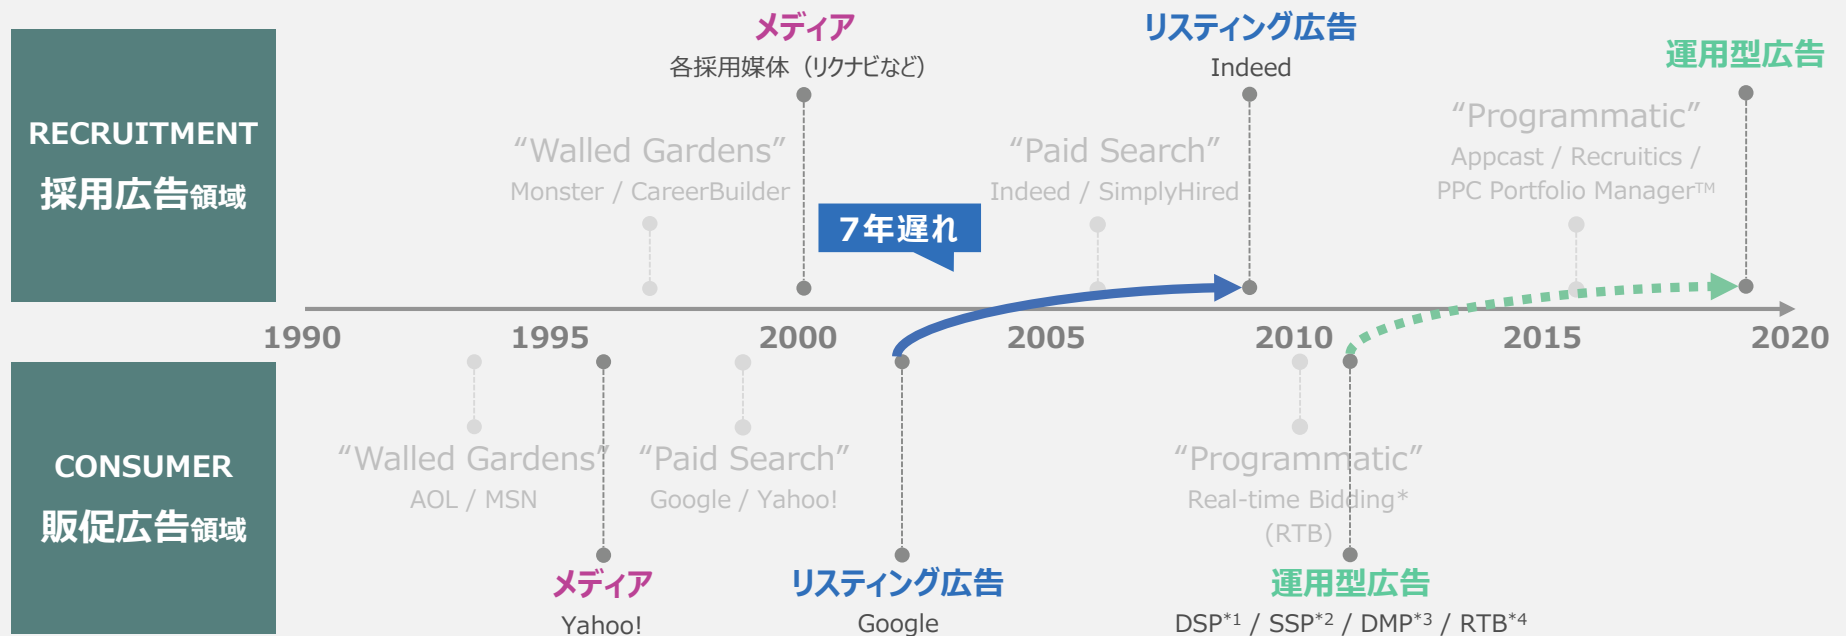 メディア
各採用媒体（リクナビなど）
リスティング広告
Indeed
運用型広告
RECRUITMENT
採用広告領域
“Walled Gardens”
Monster / CareerBuilder
“Paid Search”
Indeed / SimplyHired
“Programmatic”
Appcast / Recruitics /
PPC Portfolio Manager™
7年遅れ
1990 1995 2000 2005 2010 2015 2020
CONSUMER
販促広告領域
“Walled Gardens”
AOL / MSN
“Paid Search”
Google / Yahoo!
“Programmatic”
Real-time Bidding*
(RTB)
メディア
Yahoo!
リスティング広告
Google
運用型広告
DSP*1 / SSP*2 / DMP*3 / RTB*4